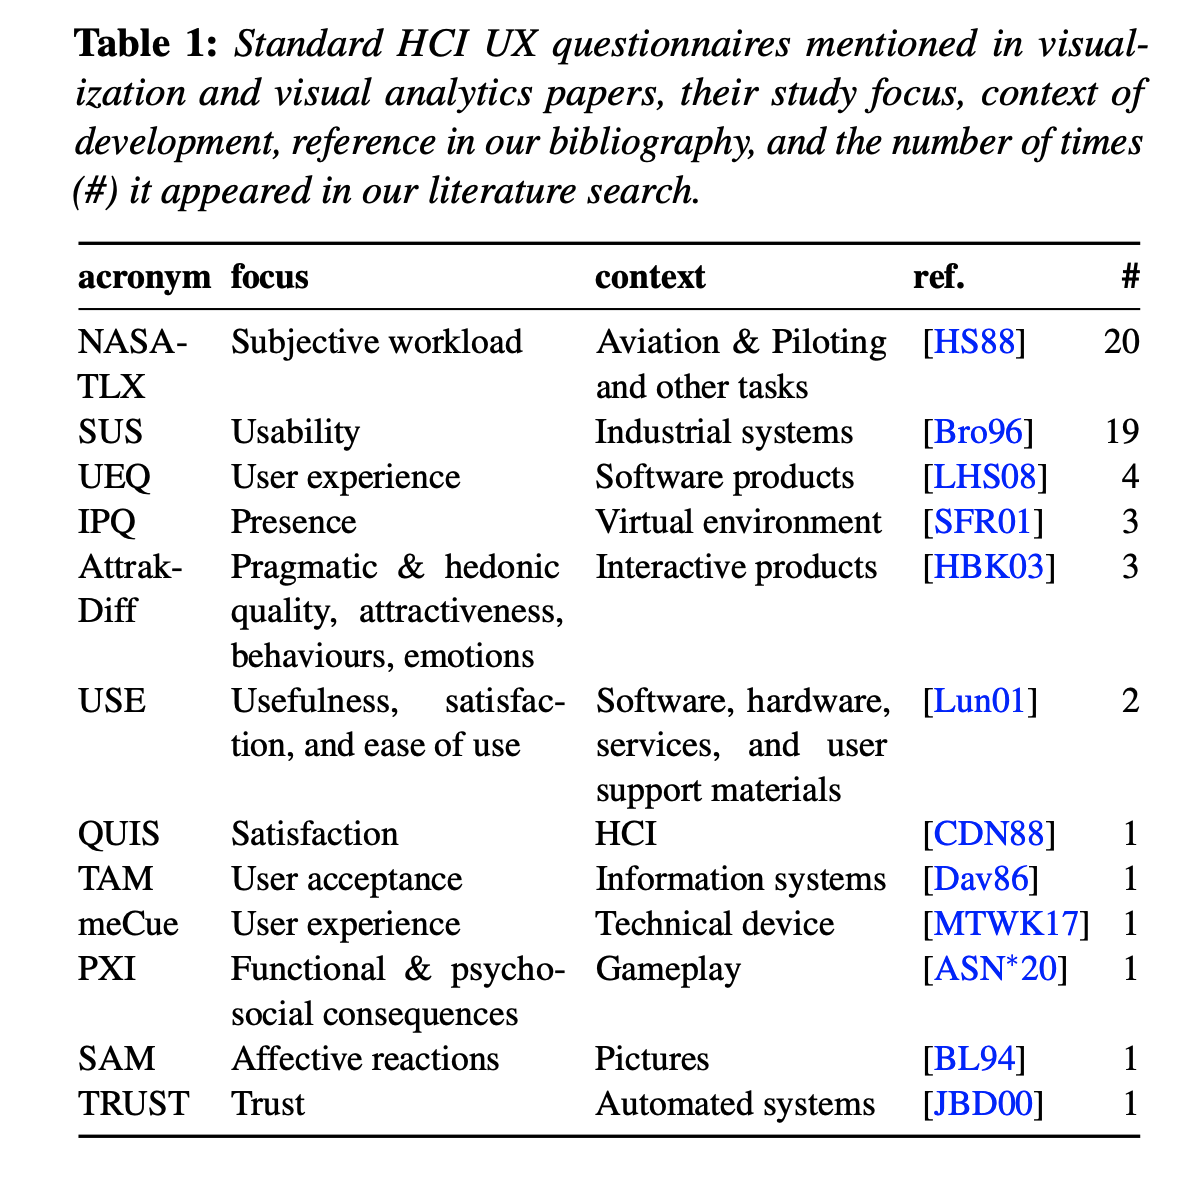 Table 1: Standard HCI UX questionnaires mentioned in visual-
ization and visual analytics papers, their study focus, context of
development, reference in our bibliography, and the number of times
(#) it appeared in our literature search.
acronym focus context ref. #
NASA- Subjective workload Aviation & Piloting [HS88] 20
TLX and other tasks
SUS Usability Industrial systems [Bro96] 19
UEQ User experience Software products [LHS08] 4
IPQ Presence Virtual environment [SFR01] 3
Attrak- Pragmatic & hedonic Interactive products [HBK03] 3
Diff quality, attractiveness,
behaviours, emotions
USE Usefulness, satisfac- Software, hardware, [Lun01] 2
tion, and ease of use services, and user
support materials
QUIS Satisfaction HCI [CDN88] 1
TAM User acceptance Information systems [Dav86] 1
meCue User experience Technical device [MTWK17] 1
PXI Functional & psycho- Gameplay [ASN*20] 1
social consequences
SAM Affective reactions Pictures [BL94] 1
TRUST Trust Automated systems [JBD00] 1